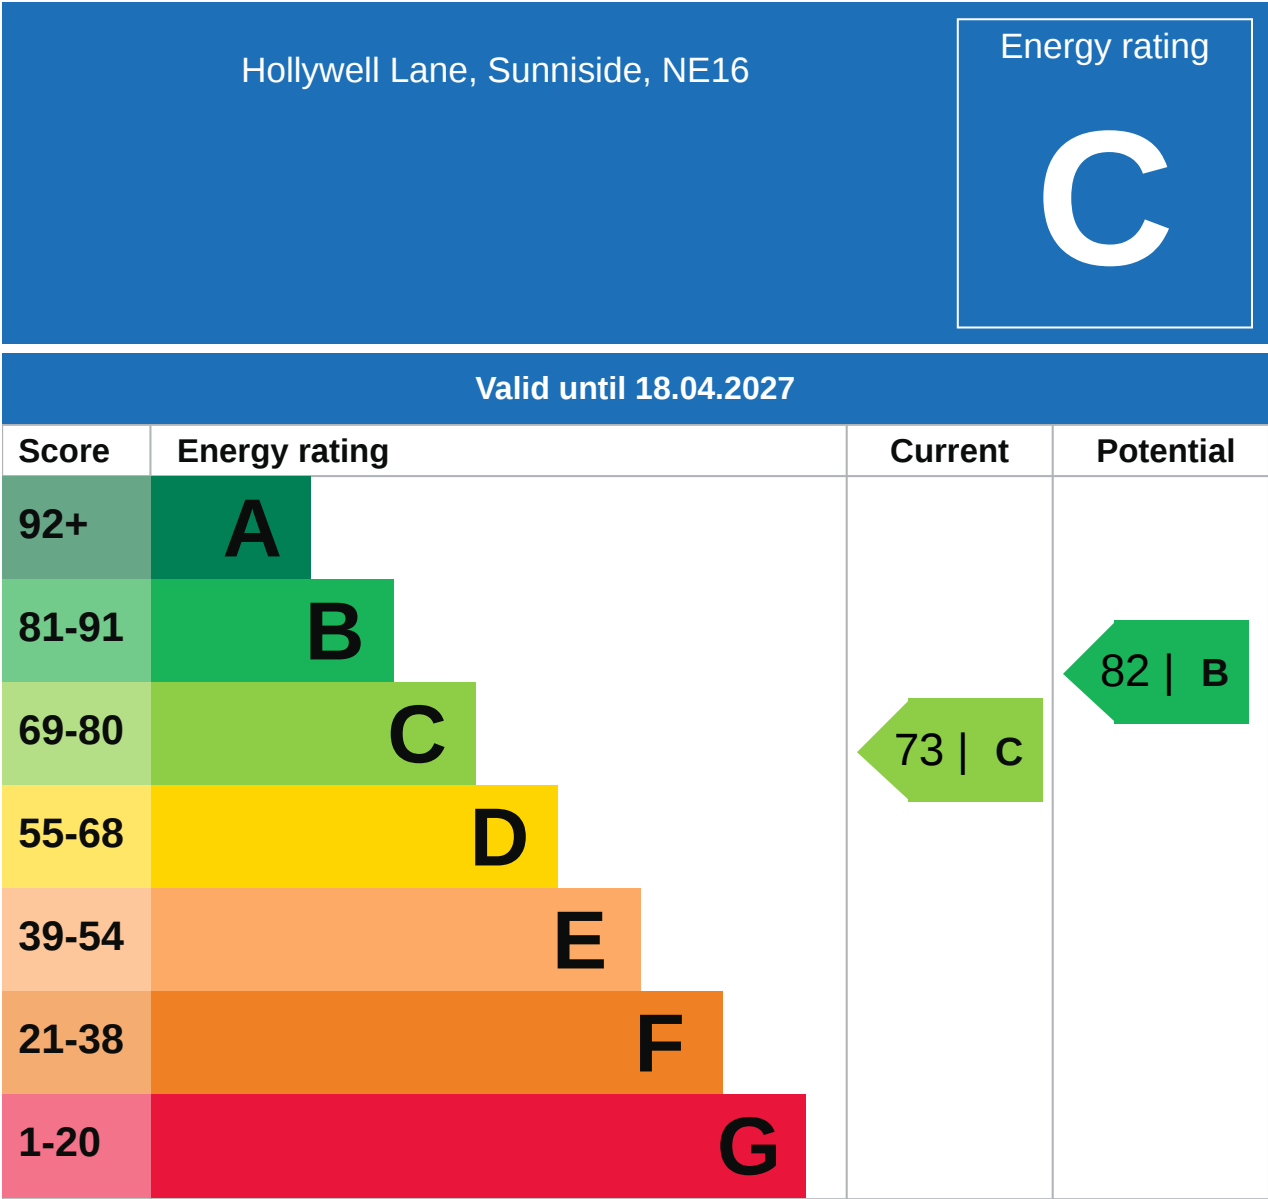 Hollywell Lane, Sunniside, NE16
Energy rating
C
Valid until 18.04.2027
Score Energy rating Current Potential
92+ A
81-91 B
82 | B
69-80 C
73 | C
55-68 D
39-54 E
21-38 F
1-20 G